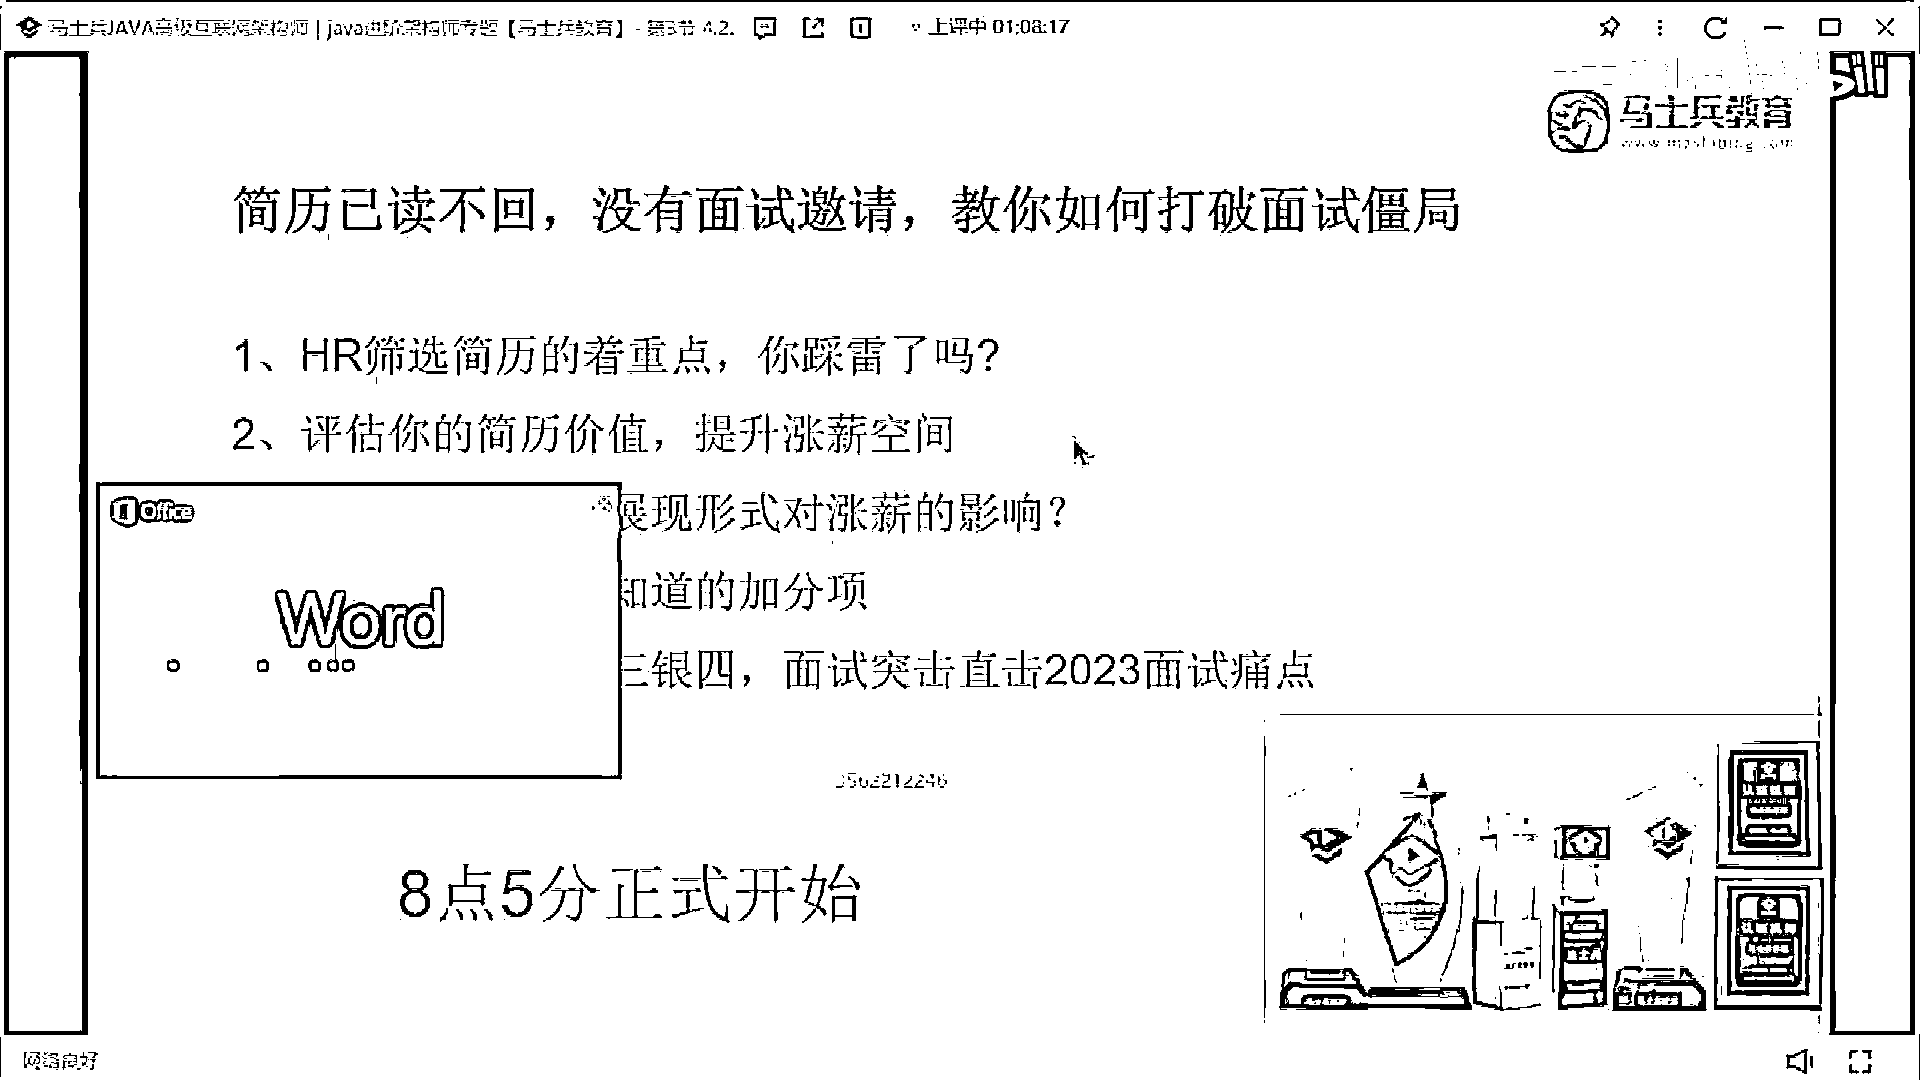 马士兵JAVA高级互联网架构师 | java进阶架构师专题【马士兵教育】- 第3节 4.2. 上课中 01:08:17
马士兵教育
www.mashibing.com
简历已读不回，没有面试邀请，教你如何打破面试僵局
1、HR筛选简历的着重点，你踩雷了吗?
2、评估你的简历价值，提升涨薪空间
展现形式对涨薪的影响?
知道的加分项
三银四，面试突击直击2023面试痛点
Office
Word
3562212246
8点5分正式开始
网络良好